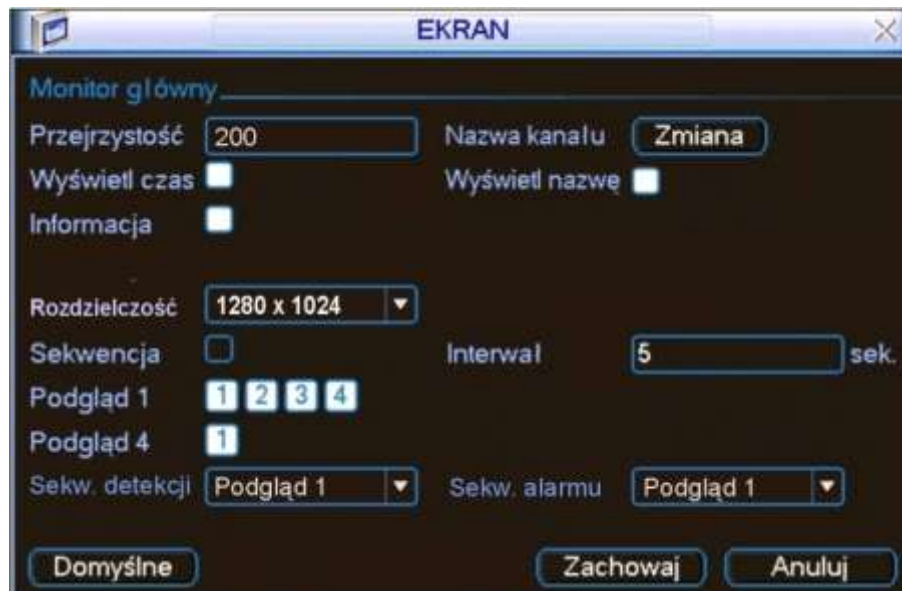 EKRAN
Monitor główny
Przejrzystość 200 Nazwa kanału Zmiana
Wyświetl czas Wyświetl nazwę
Informacja
Rozdzielczość 1280 x 1024
Sekwencja Interwał 5 sek.
Podgląd 1 1 2 3 4
Podgląd 4 1
Sekw. detekcji Podgląd 1 Sekw. alarmu Podgląd 1
Domyślne Zachowaj Anuluj